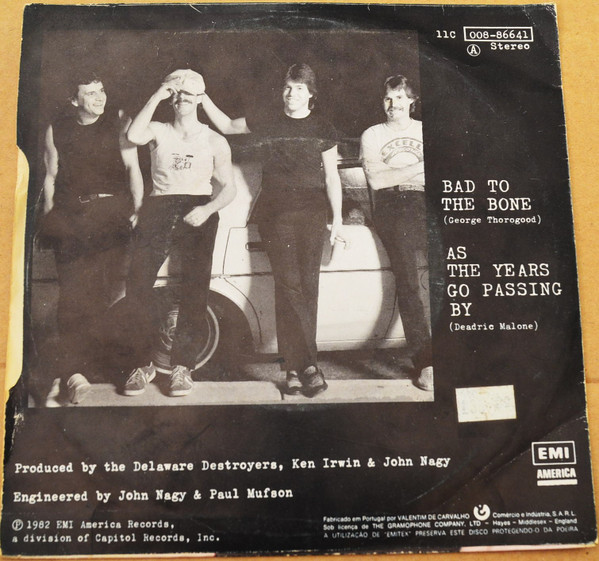 11C 008-86641
A Stereo
BAD TO
THE BONE
(George Thorogood)
AS
THE YEARS
GO PASSING
BY
(Deadric Malone)
EMI
AMERICA
Produced by the Delaware Destroyers, Ken Irwin & John Nagy
Engineered by John Nagy & Paul Mufson
Ⓟ 1982 EMI America Records,
a division of Capitol Records, Inc.
Fabricado em Portugal por VALENTIM DE CARVALHO Comércio e Indústria, S.A.R.L.
Sob licença de THE GRAMOPHONE COMPANY, LTD - Hayes - Middlesex - England
A UTILIZAÇÃO DE "EMITEX" PRESERVA ESTE DISCO PROTEGENDO-O DA POEIRA